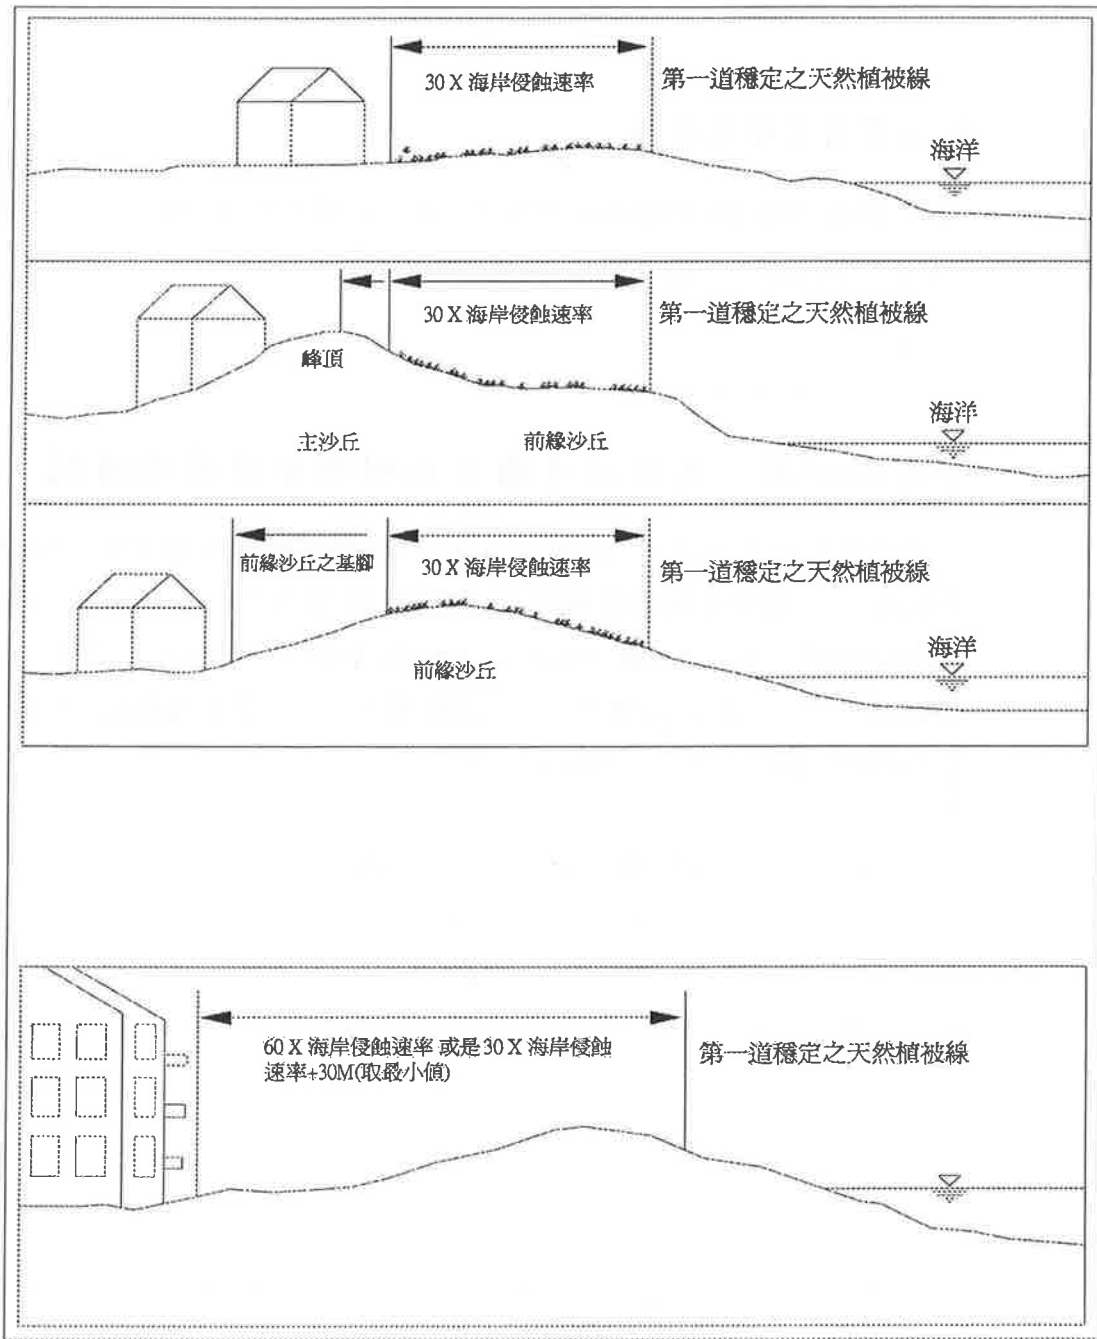 30 X 海岸侵蝕速率
第一道穩定之天然植被線
海洋
30 X 海岸侵蝕速率
第一道穩定之天然植被線
峰頂
海洋
主沙丘
前緣沙丘
前緣沙丘之基腳
30 X 海岸侵蝕速率
第一道穩定之天然植被線
海洋
前緣沙丘
60 X 海岸侵蝕速率 或是 30 X 海岸侵蝕
速率+30M(取最小值)
第一道穩定之天然植被線